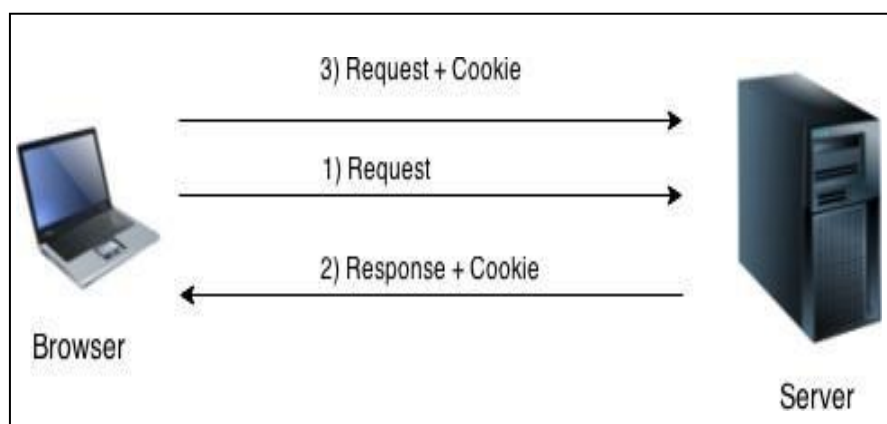 3) Request + Cookie
1) Request
2) Response + Cookie
Browser
Server